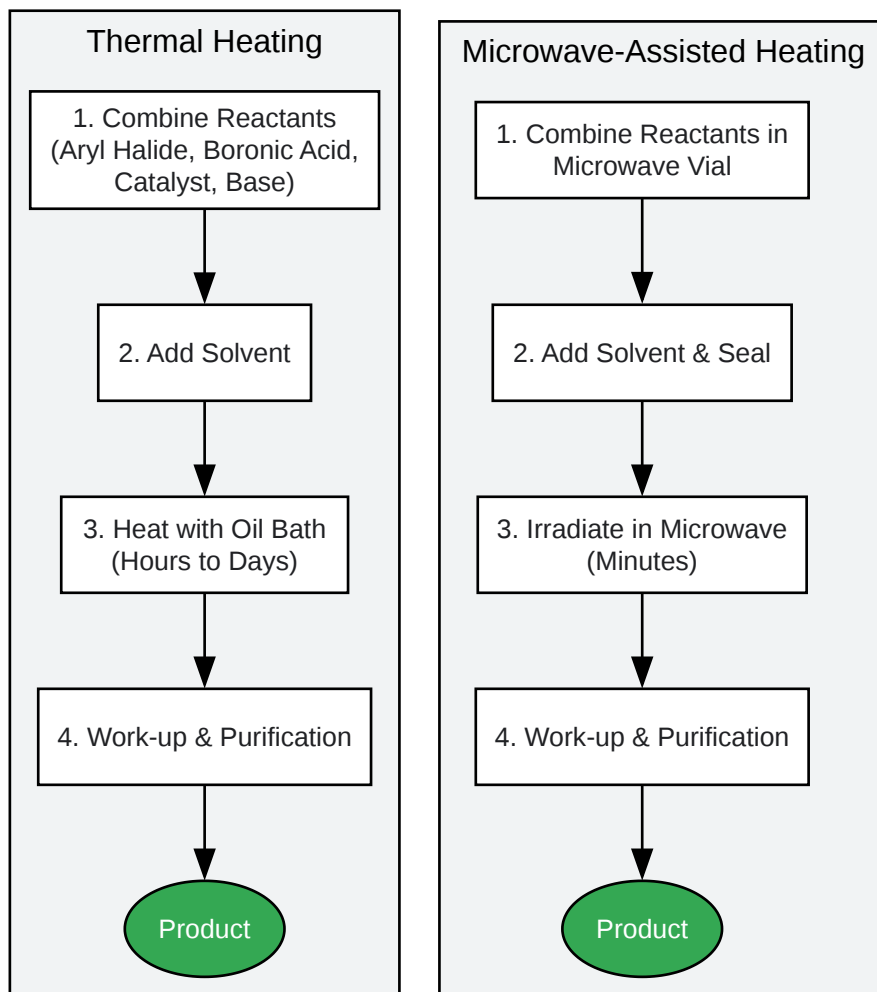 Thermal Heating
1. Combine Reactants
(Aryl Halide, Boronic Acid,
Catalyst, Base)
2. Add Solvent
3. Heat with Oil Bath
(Hours to Days)
4. Work-up & Purification
Product
Microwave-Assisted Heating
1. Combine Reactants in
Microwave Vial
2. Add Solvent & Seal
3. Irradiate in Microwave
(Minutes)
4. Work-up & Purification
Product